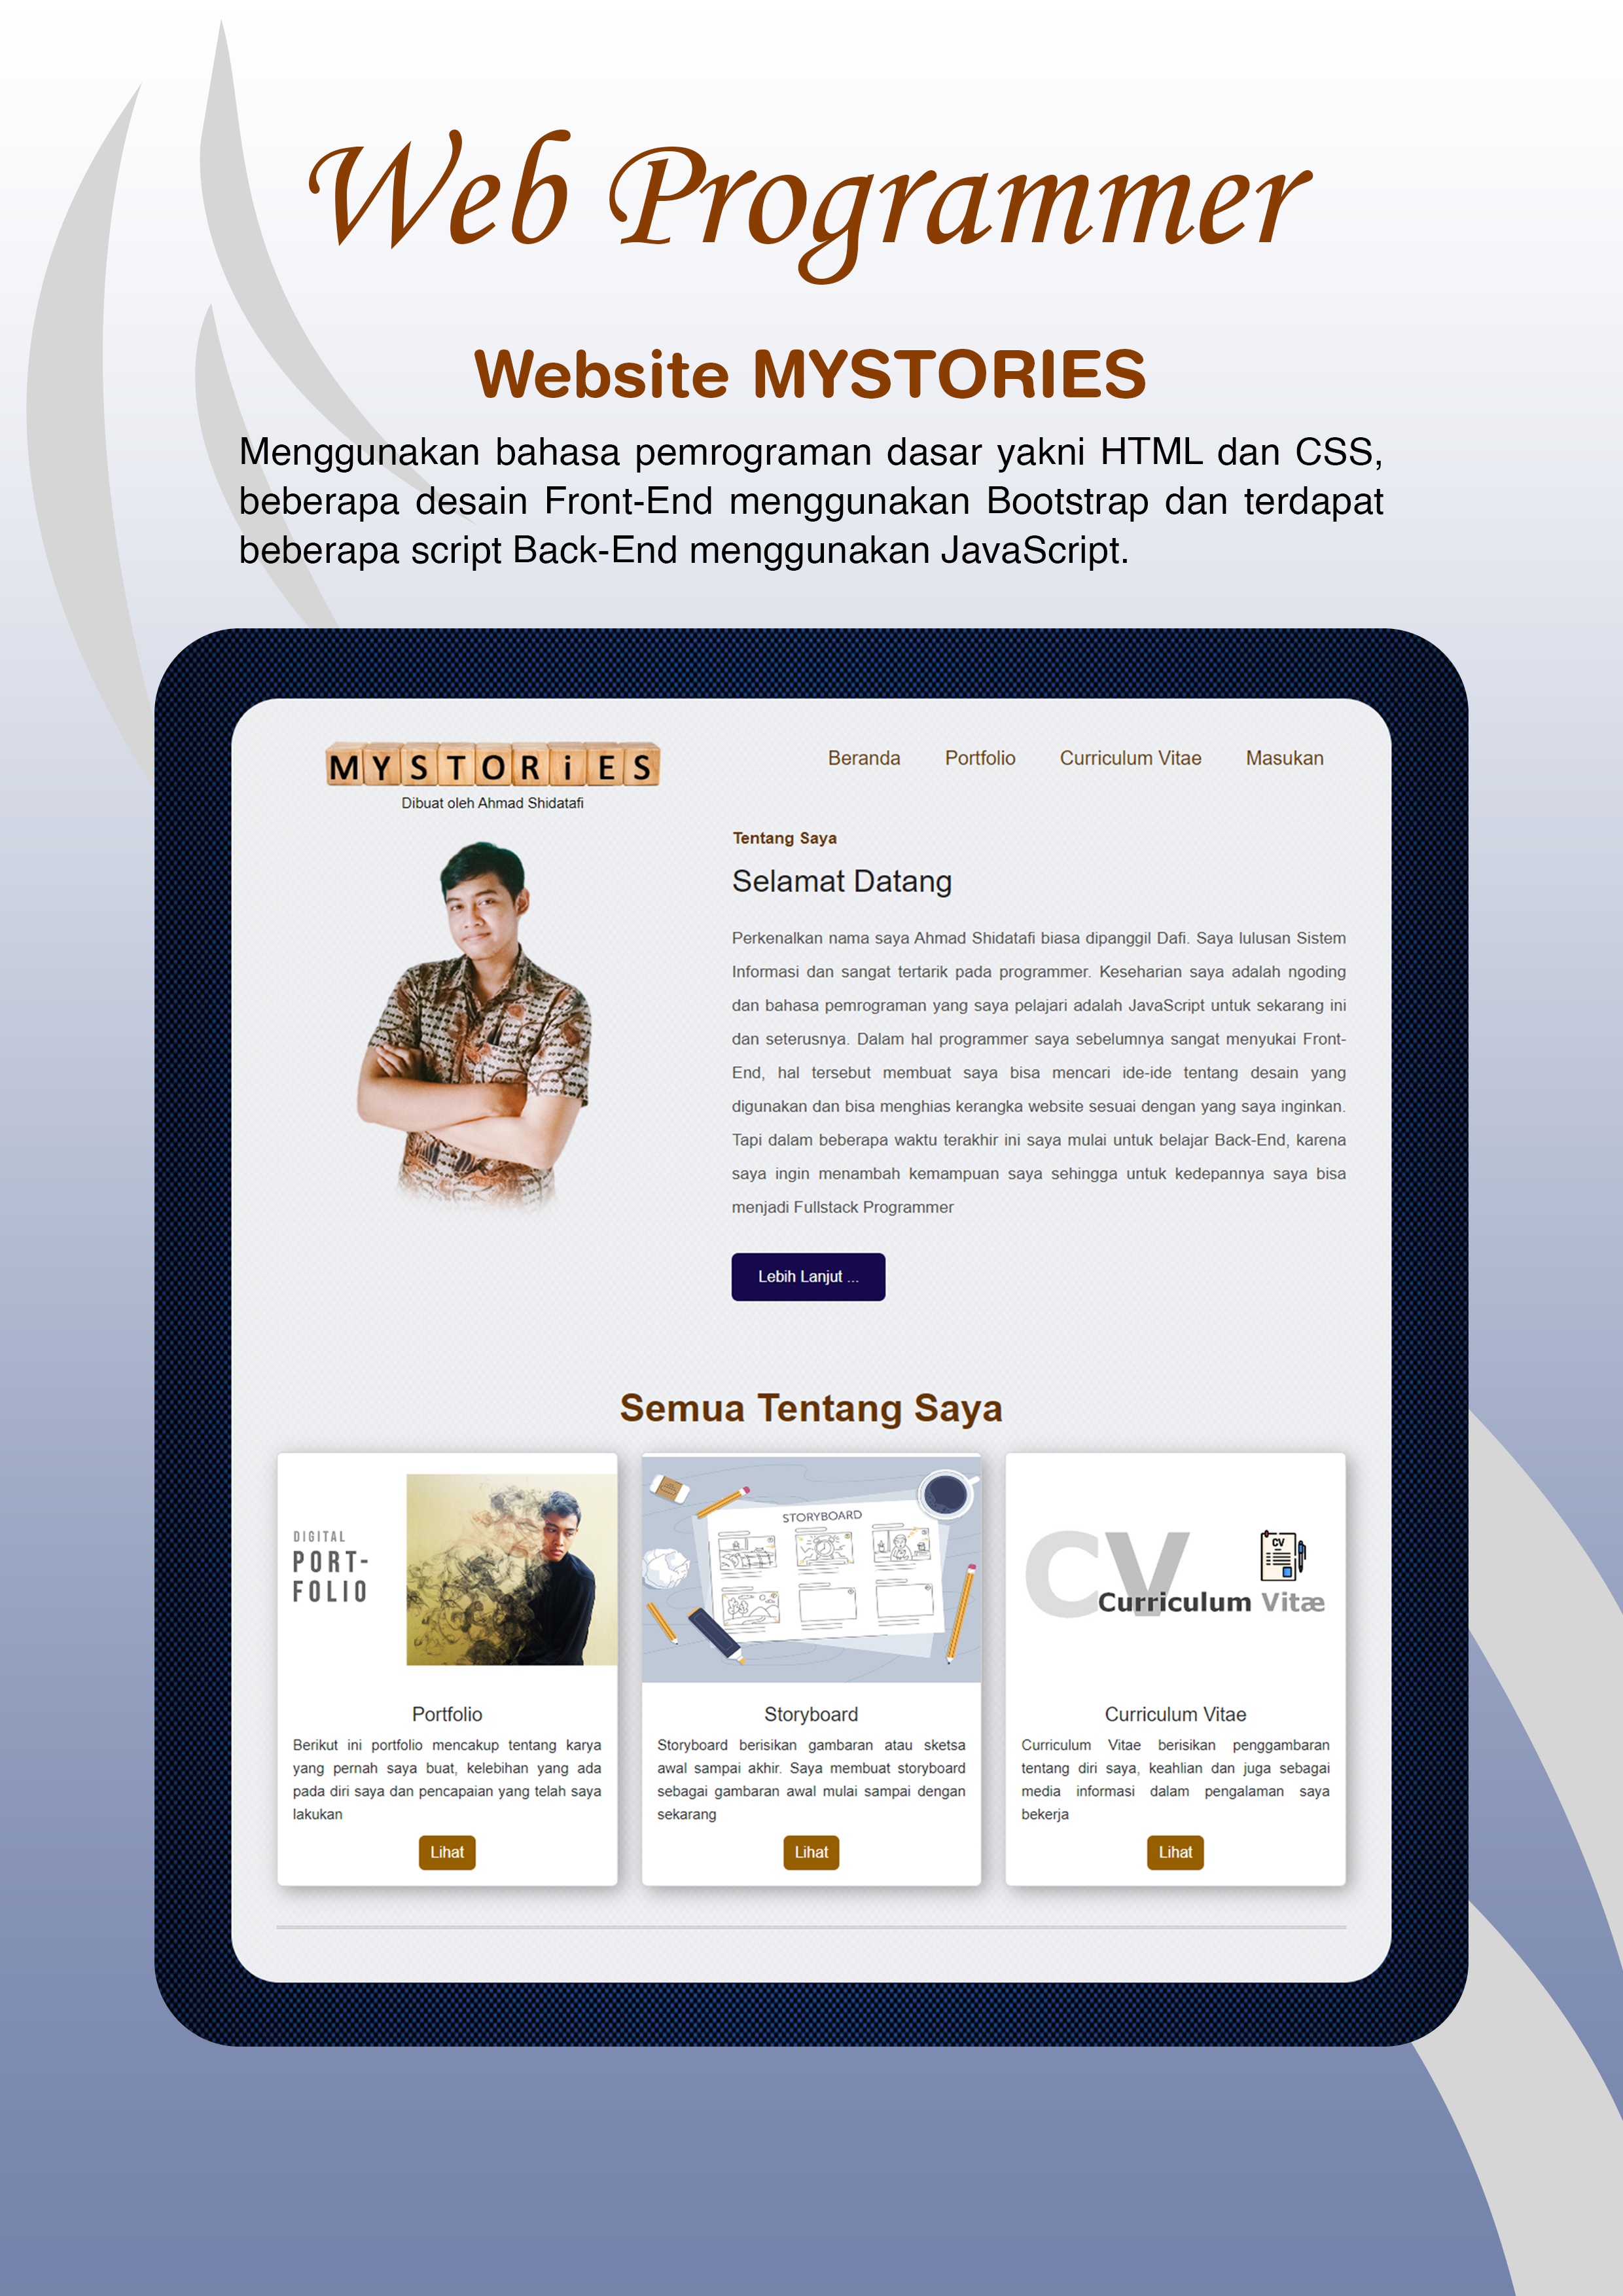 Web Programmer
Website MYSTORIES
Menggunakan bahasa pemrograman dasar yakni HTML dan CSS,
beberapa desain Front-End menggunakan Bootstrap dan terdapat
beberapa script Back-End menggunakan JavaScript.
MYSTORiES
Dibuat oleh Ahmad Shidatafi
Beranda Portfolio Curriculum Vitae Masukan
Tentang Saya
Selamat Datang
Perkenalkan nama saya Ahmad Shidatafi biasa dipanggil Dafi. Saya lulusan Sistem
Informasi dan sangat tertarik pada programmer. Keseharian saya adalah ngoding
dan bahasa pemrograman yang saya pelajari adalah JavaScript untuk sekarang ini
dan seterusnya. Dalam hal programmer saya sebelumnya sangat menyukai Front-
End, hal tersebut membuat saya bisa mencari ide-ide tentang desain yang
digunakan dan bisa menghias kerangka website sesuai dengan yang saya inginkan.
Tapi dalam beberapa waktu terakhir ini saya mulai untuk belajar Back-End, karena
saya ingin menambah kemampuan saya sehingga untuk kedepannya saya bisa
menjadi Fullstack Programmer
Lebih Lanjut ...
Semua Tentang Saya
DIGITAL
PORT-
FOLIO
Portfolio
Berikut ini portfolio mencakup tentang karya
yang pernah saya buat, kelebihan yang ada
pada diri saya dan pencapaian yang telah saya
lakukan
Lihat
STORYBOARD
Storyboard
Storyboard berisikan gambaran atau sketsa
awal sampai akhir. Saya membuat storyboard
sebagai gambaran awal mulai sampai dengan
sekarang
Lihat
CV
CV
Curriculum Vitæ
Curriculum Vitae
Curriculum Vitae berisikan penggambaran
tentang diri saya, keahlian dan juga sebagai
media informasi dalam pengalaman saya
bekerja
Lihat